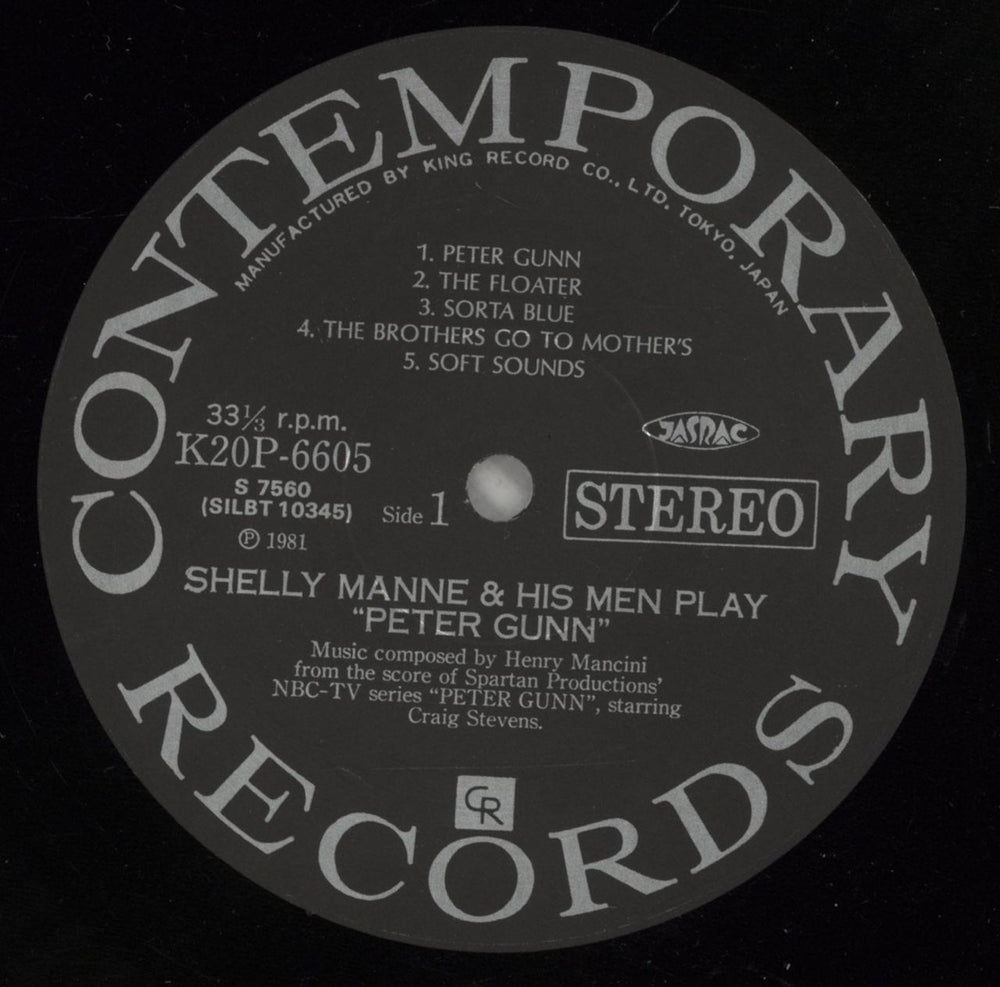 CONTEMPORARY
MANUFACTURED BY KING RECORD CO., LTD. TOKYO, JAPAN
1. PETER GUNN
2. THE FLOATER
3. SORTA BLUE
4. THE BROTHERS GO TO MOTHER'S
5. SOFT SOUNDS
33⅓ r.p.m.
K20P-6605
S 7560
(SILBT 10345)
Ⓟ 1981
Side 1
JASRAC
STEREO
SHELLY MANNE & HIS MEN PLAY
“PETER GUNN”
Music composed by Henry Mancini
from the score of Spartan Productions’
NBC-TV series “PETER GUNN”, starring
Craig Stevens.
CR
RECORDS